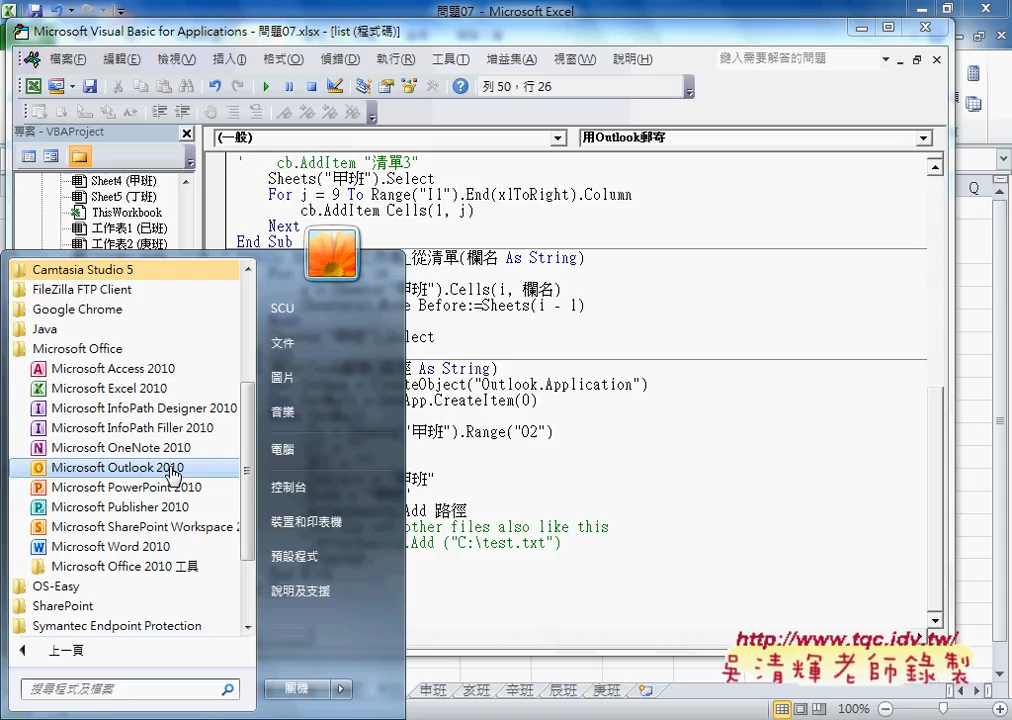 問題07 - Microsoft Excel
Microsoft Visual Basic for Applications - 問題07.xlsx - [list (程式碼)]
檔案(F) 編輯(E) 檢視(V) 插入(I) 格式(O) 偵錯(D) 執行(R) 工具(T) 增益集(A) 視窗(W) 說明(H) 鍵入需要解答的問題
列 50，行 26
專案 - VBAProject
(一般) 用Outlook郵寄
Sheet4 (甲班)
Sheet5 (丁班)
ThisWorkbook
工作表1 (已班)
工作表2 (庚班)
' cb.AddItem "清單3"
Sheets("甲班").Select
For j = 9 To Range("I1").End(xlToRight).Column
cb.AddItem Cells(1, j)
Next
End Sub
_從清單(欄名 As String)
班").Cells(i, 欄名)
Before:=Sheets(i - 1)
").Select
As String)
CreateObject("Outlook.Application")
App.CreateItem(0)
"甲班").Range("O2")
班"
Add 路徑
other files also like this
.Add ("C:\test.txt")
Q
Camtasia Studio 5
FileZilla FTP Client
Google Chrome
Java
Microsoft Office
Microsoft Access 2010
Microsoft Excel 2010
Microsoft InfoPath Designer 2010
Microsoft InfoPath Filler 2010
Microsoft OneNote 2010
Microsoft Outlook 2010
Microsoft PowerPoint 2010
Microsoft Publisher 2010
Microsoft SharePoint Workspace 2
Microsoft Word 2010
Microsoft Office 2010 工具
OS-Easy
SharePoint
Symantec Endpoint Protection
上一頁
搜尋程式及檔案
SCU
文件
圖片
音樂
電腦
控制台
裝置和印表機
預設程式
說明及支援
關機
http://www.tqc.idv.tw/
吳清輝老師錄製
申班 亥班 辛班 辰班 庚班
100%